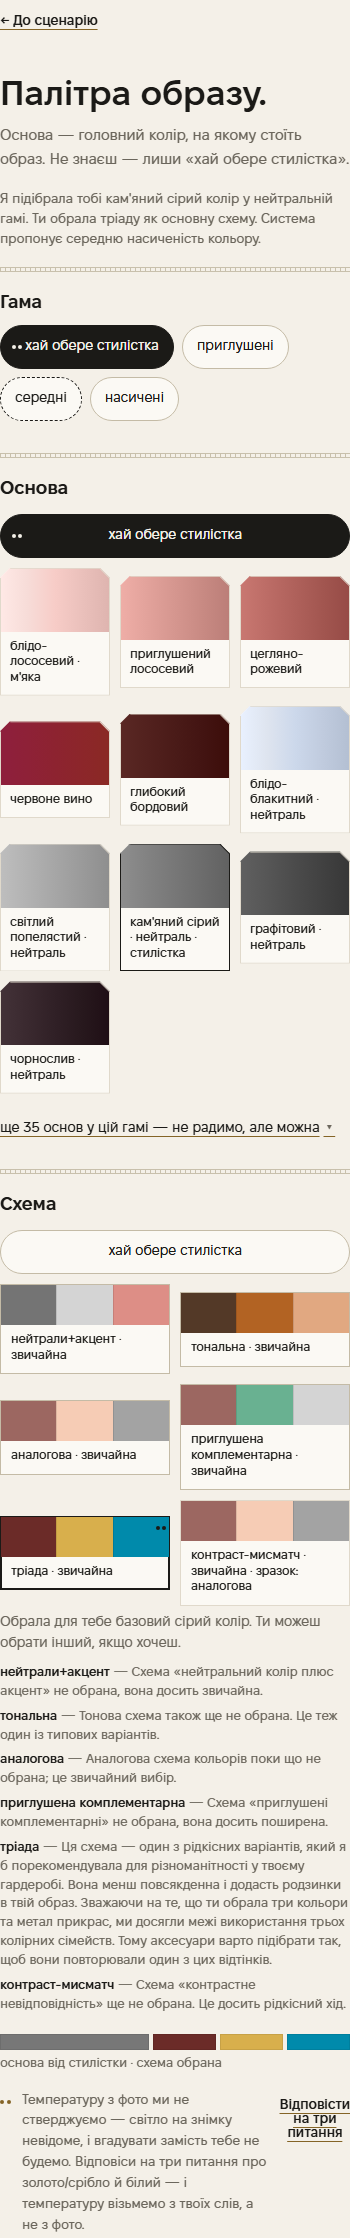 ← До сценарію
Палітра образу.
Основа — головний колір, на якому стоїть
образ. Не знаєш — лиши «хай обере стилістка».
Я підібрала тобі кам'яний сірий колір у нейтральній
гамі. Ти обрала тріаду як основну схему. Система
пропонує середню насиченість кольору.
Гама
•• хай обере стилістка
приглушені
середні
насичені
Основа
•• хай обере стилістка
блідо-
лососевий ·
м'яка
приглушений
лососевий
цегляно-
рожевий
червоне вино
глибокий
бордовий
блідо-
блакитний ·
нейтраль
світлий
попелястий ·
нейтраль
кам'яний сірий
· нейтраль ·
стилістка
графітовий ·
нейтраль
чорнослив ·
нейтраль
ще 35 основ у цій гамі — не радимо, але можна ▾
Схема
хай обере стилістка
нейтрали+акцент ·
звичайна
тональна · звичайна
аналогова · звичайна
приглушена
комплементарна ·
звичайна
тріада · звичайна
контраст-мисматч ·
звичайна · зразок:
аналогова
Обрала для тебе базовий сірий колір. Ти можеш
обрати інший, якщо хочеш.
нейтрали+акцент — Схема «нейтральний колір плюс
акцент» не обрана, вона досить звичайна.
тональна — Тонова схема також ще не обрана. Це теж
один із типових варіантів.
аналогова — Аналогова схема кольорів поки що не
обрана; це звичайний вибір.
приглушена комплементарна — Схема «приглушені
комплементарні» не обрана, вона досить поширена.
тріада — Ця схема — один з рідкісних варіантів, який я
б порекомендувала для різноманітності у твоєму
гардеробі. Вона менш повсякденна і додасть родзинки
в твій образ. Зважаючи на те, що ти обрала три кольори
та метал прикрас, ми досягли межі використання трьох
колірних сімейств. Тому аксесуари варто підібрати так,
щоб вони повторювали один з цих відтінків.
контраст-мисматч — Схема «контрастне
невідповідність» ще не обрана. Це досить рідкісний хід.
основа від стилістки · схема обрана
•• Температуру з фото ми не
стверджуємо — світло на знімку
невідоме, і вгадувати замість тебе не
будемо. Відповіси на три питання про
золото/срібло й білий — і
температуру візьмемо з твоїх слів, а
не з фото.
Відповісти
на три
питання